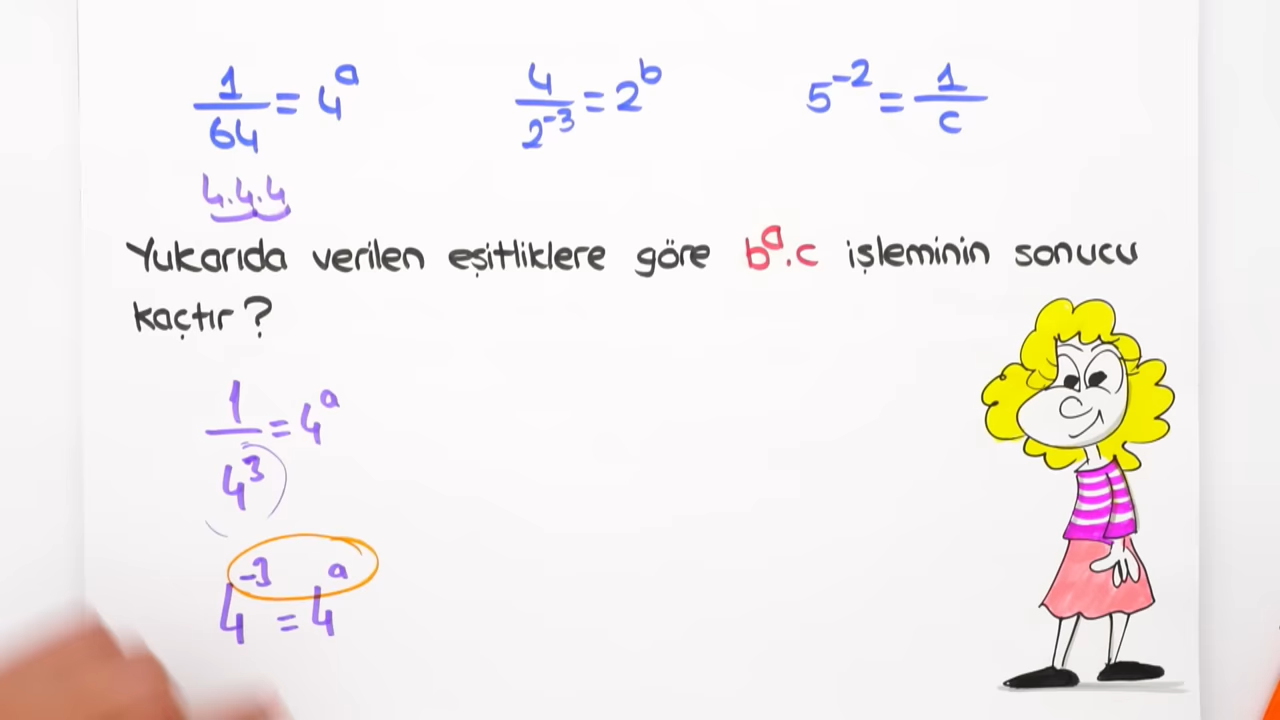 1/64 = 4^a   4/2^-3 = 2^b   5^-2 = 1/c
4.4.4
Yukarıda verilen eşitliklere göre b^a.c işleminin sonucu
kaçtır?
1/4^3 = 4^a
4^-3 = 4^a